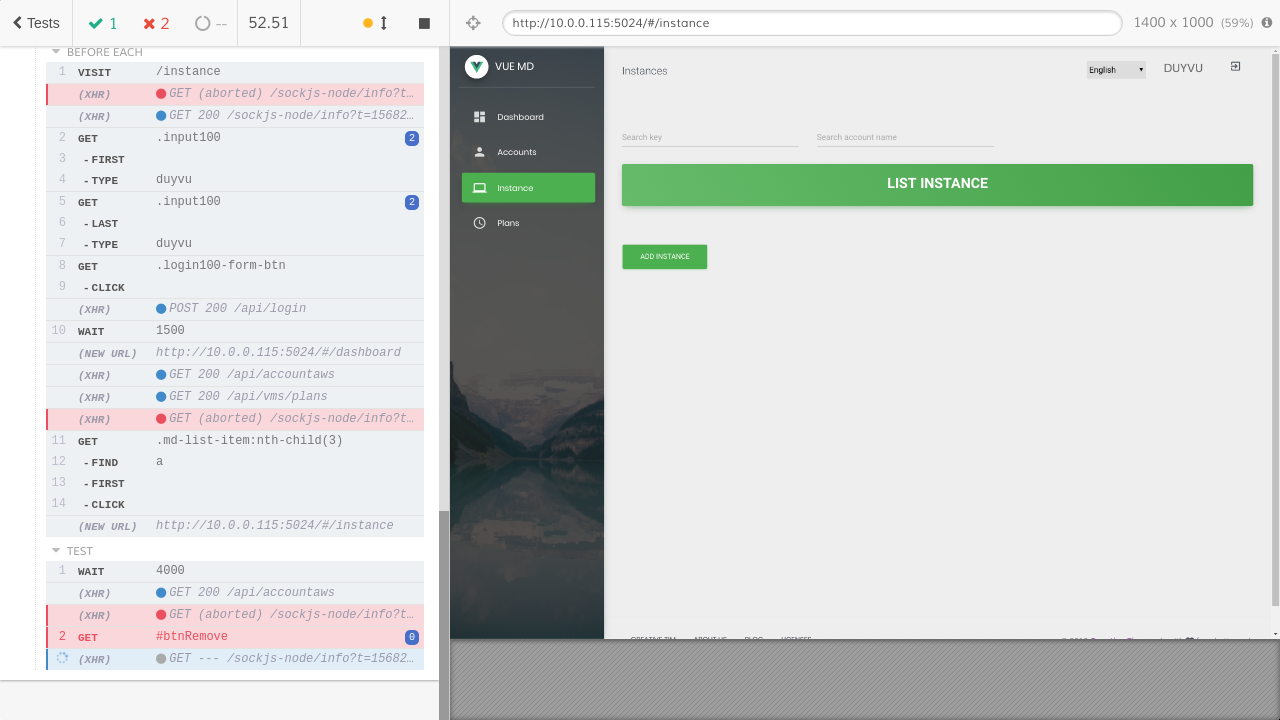 Tests
1
2
--
52.51
http://10.0.0.115:5024/#/instance
1400 x 1000 (59%)
BEFORE EACH
1 VISIT /instance
(XHR) GET (aborted) /sockjs-node/info?t…
(XHR) GET 200 /sockjs-node/info?t=15682…
2 GET .input100 2
3 - FIRST
4 - TYPE duyvu
5 GET .input100 2
6 - LAST
7 - TYPE duyvu
8 GET .login100-form-btn
9 - CLICK
(XHR) POST 200 /api/login
10 WAIT 1500
(NEW URL) http://10.0.0.115:5024/#/dashboard
(XHR) GET 200 /api/accountaws
(XHR) GET 200 /api/vms/plans
(XHR) GET (aborted) /sockjs-node/info?t…
11 GET .md-list-item:nth-child(3)
12 - FIND a
13 - FIRST
14 - CLICK
(NEW URL) http://10.0.0.115:5024/#/instance
TEST
1 WAIT 4000
(XHR) GET 200 /api/accountaws
(XHR) GET (aborted) /sockjs-node/info?t…
2 GET #btnRemove 0
(XHR) GET --- /sockjs-node/info?t=15682…
VUE MD
Dashboard
Accounts
Instance
Plans
Instances
English
DUYVU
Search key
Search account name
LIST INSTANCE
ADD INSTANCE
CREATIVE TIM ABOUT US BLOG LICENSES